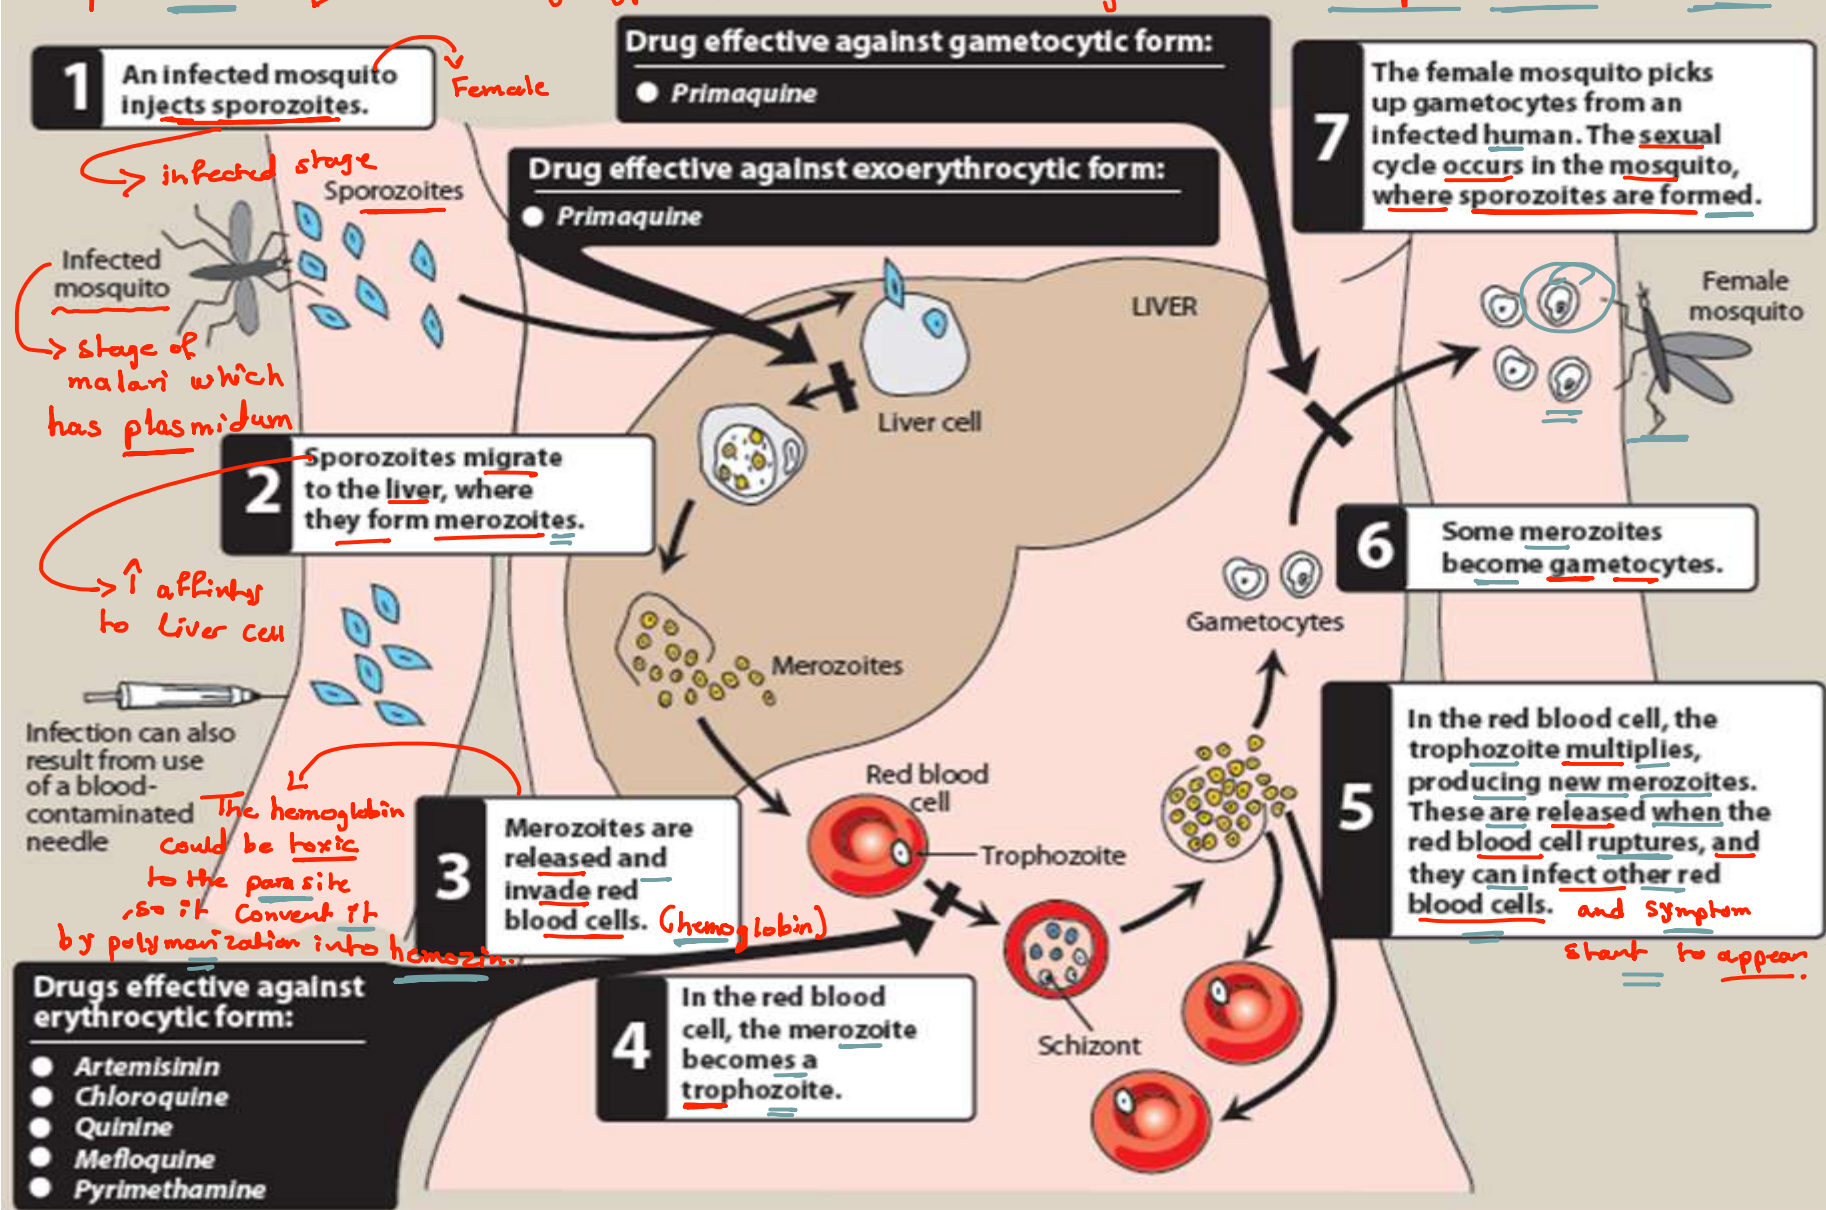 Drug effective against gametocytic form:
Primaquine
1
An infected mosquito
injects sporozoites.
Female
infected stage
Sporozoites
Drug effective against exoerythrocytic form:
Primaquine
7
The female mosquito picks
up gametocytes from an
infected human. The sexual
cycle occurs in the mosquito,
where sporozoites are formed.
Infected
mosquito
stage of
malari which
has plasmidum
LIVER
Liver cell
Female
mosquito
2
Sporozoites migrate
to the liver, where
they form merozoites.
↑ affinty
to liver cell
Merozoites
6
Some merozoites
become gametocytes.
Gametocytes
Infection can also
result from use
of a blood-
contaminated
needle
The hemoglobin
could be toxic
to the parasite
so it convent it
by polymarization into hemozin.
3
Merozoites are
released and
invade red
blood cells. (hemoglobin)
Red blood
cell
Trophozoite
5
In the red blood cell, the
trophozoite multiplies,
producing new merozoites.
These are released when the
red blood cell ruptures, and
they can infect other red
blood cells. and symptom
start to appear.
Drugs effective against
erythrocytic form:
Artemisinin
Chloroquine
Quinine
Mefloquine
Pyrimethamine
4
In the red blood
cell, the merozoite
becomes a
trophozoite.
Schizont